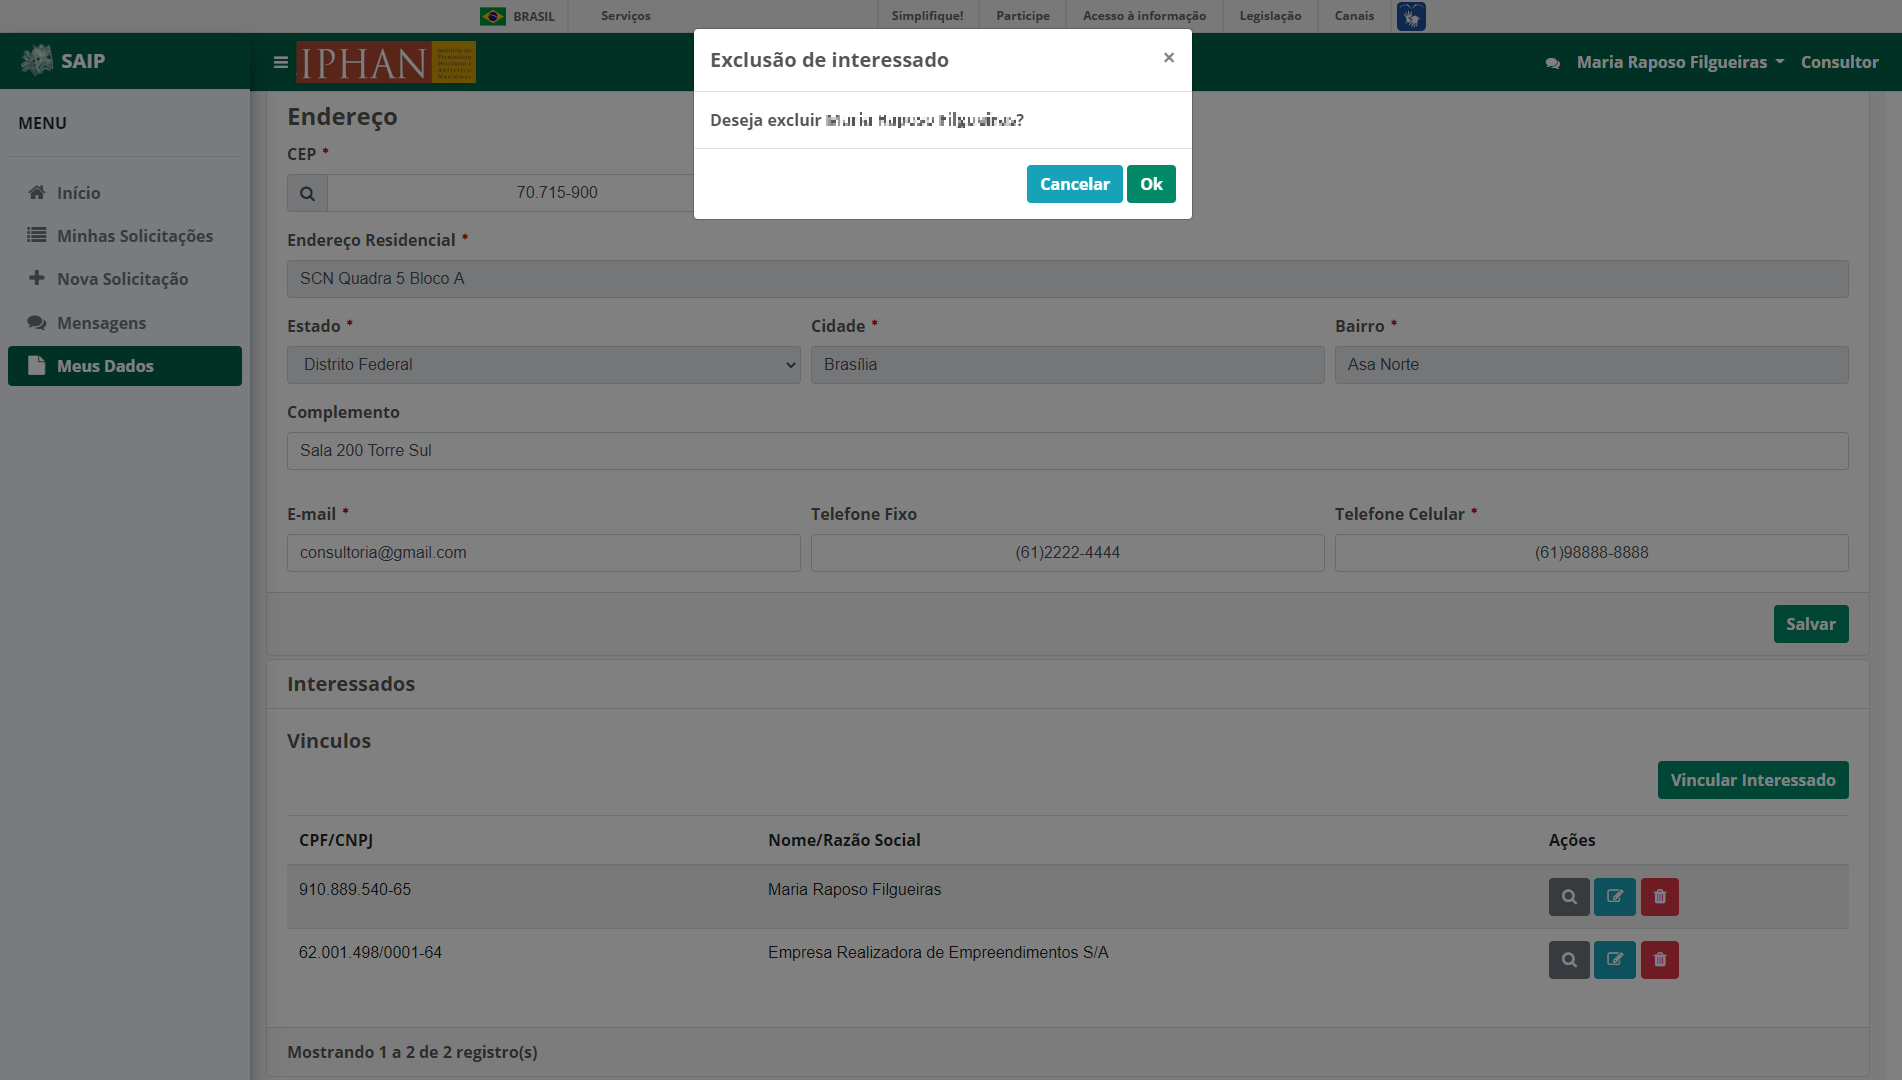 BRASIL
Serviços
Simplifique!
Participe
Acesso à informação
Legislação
Canais
SAIP
IPHAN
Maria Raposo Filgueiras
Consultor
Exclusão de interessado
×
Deseja excluir
Cancelar
Ok
MENU
Início
Minhas Solicitações
Nova Solicitação
Mensagens
Meus Dados
Endereço
CEP *
70.715-900
Endereço Residencial *
SCN Quadra 5 Bloco A
Estado *
Cidade *
Bairro *
Distrito Federal
Brasília
Asa Norte
Complemento
Sala 200 Torre Sul
E-mail *
Telefone Fixo
Telefone Celular *
consultoria@gmail.com
(61)2222-4444
(61)98888-8888
Salvar
Interessados
Vinculos
Vincular Interessado
CPF/CNPJ
Nome/Razão Social
Ações
910.889.540-65
Maria Raposo Filgueiras
62.001.498/0001-64
Empresa Realizadora de Empreendimentos S/A
Mostrando 1 a 2 de 2 registro(s)